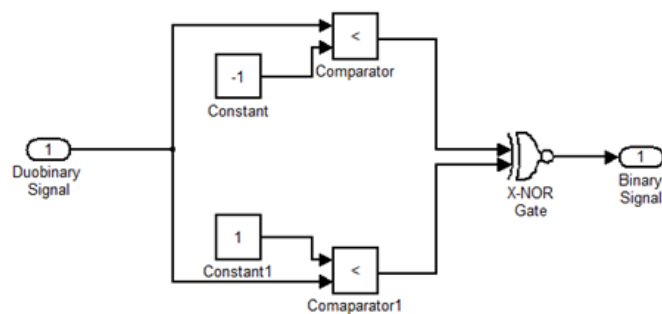 <
Comparator
-1
Constant
1
Duobinary
Signal
X-NOR
Gate
1
Binary
Signal
1
Constant1
<
Comaparator1